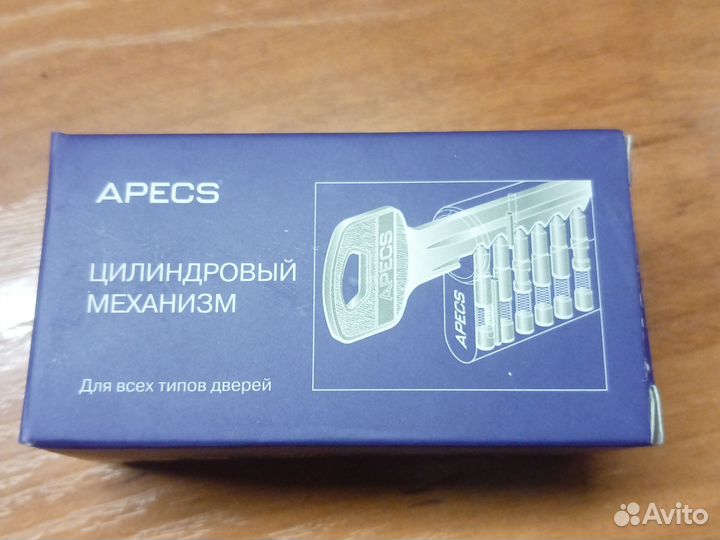 APECS
ЦИЛИНДРОВЫЙ
МЕХАНИЗМ
Для всех типов дверей
APECS
APECS
Avito